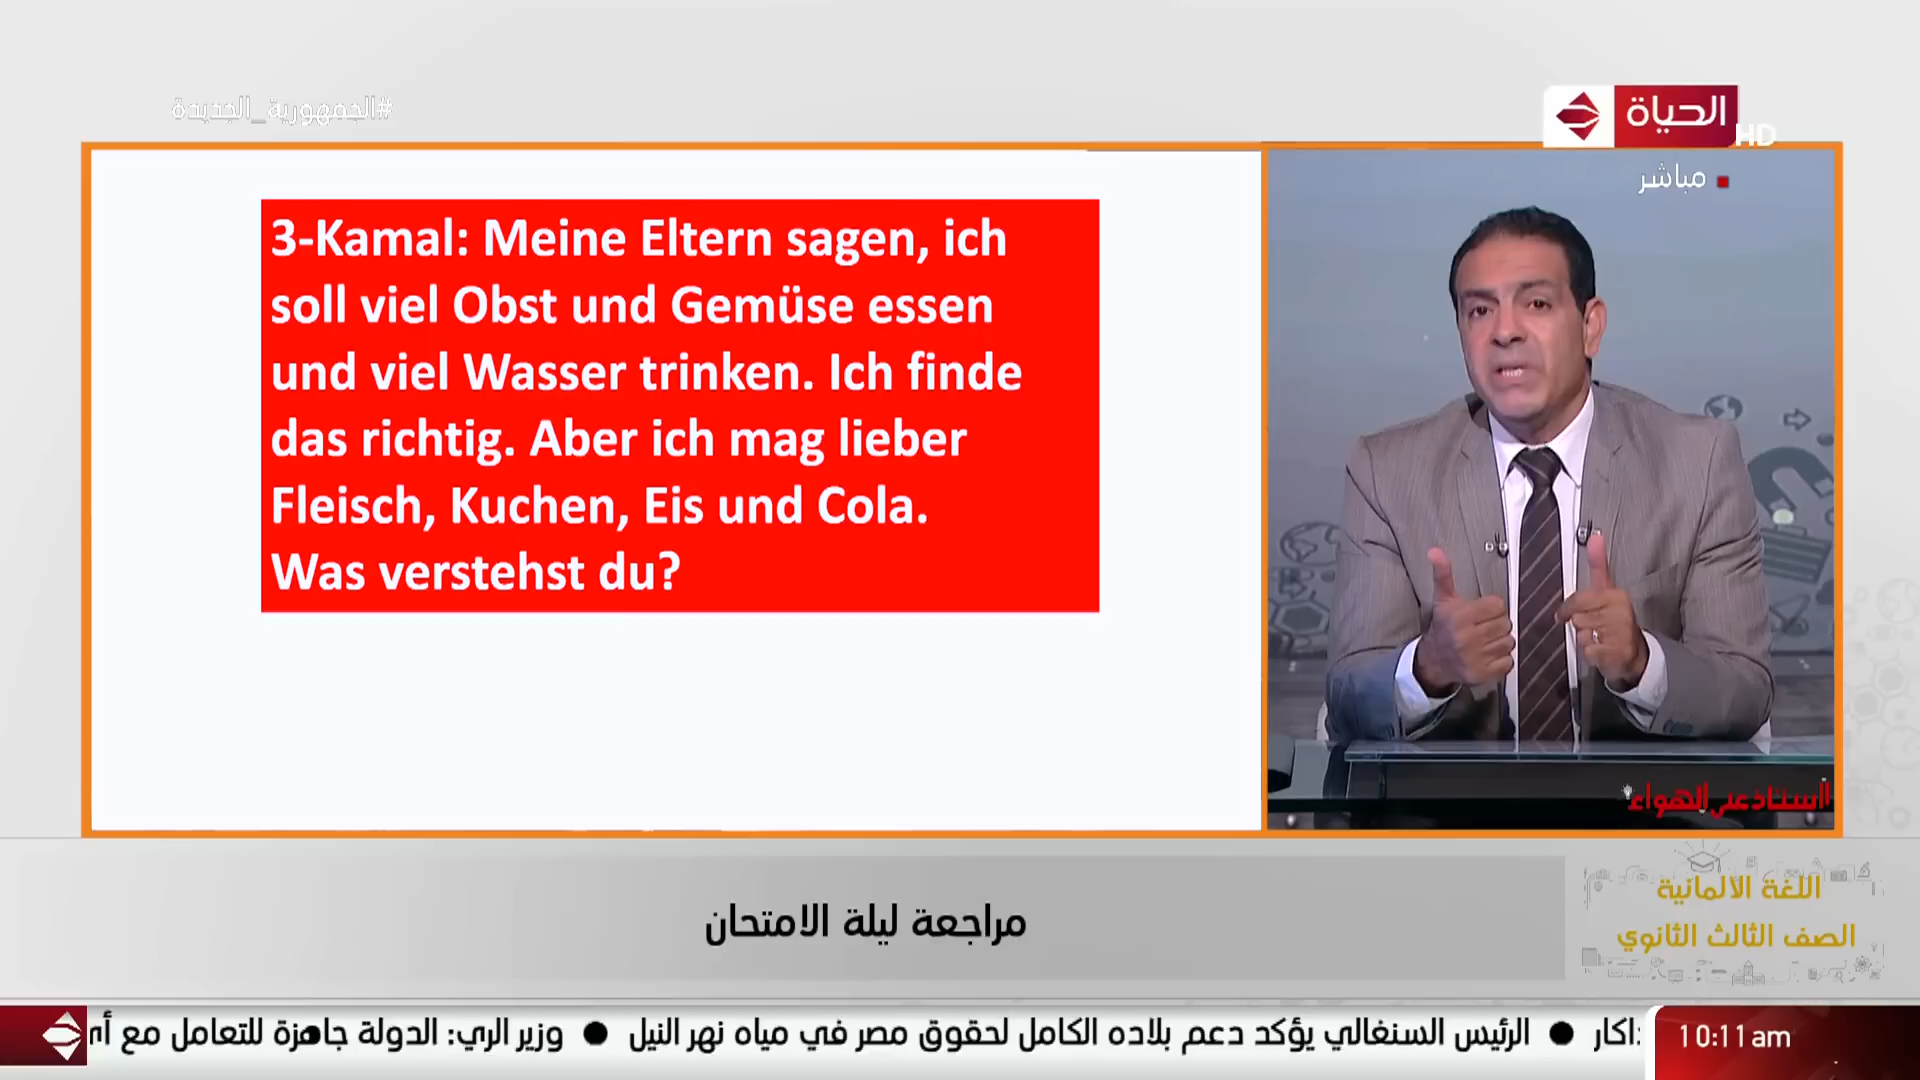 #الجمهورية_الجديدة
الحياة
HD
مباشر
3-Kamal: Meine Eltern sagen, ich
soll viel Obst und Gemüse essen
und viel Wasser trinken. Ich finde
das richtig. Aber ich mag lieber
Fleisch, Kuchen, Eis und Cola.
Was verstehst du?
أستاذ على الهواء
مراجعة ليلة الامتحان
اللغة الالمانية
الصف الثالث الثانوي
داكار ● الرئيس السنغالي يؤكد دعم بلاده الكامل لحقوق مصر في مياه نهر النيل ● وزير الري: الدولة جاهزة للتعامل مع
10:11am